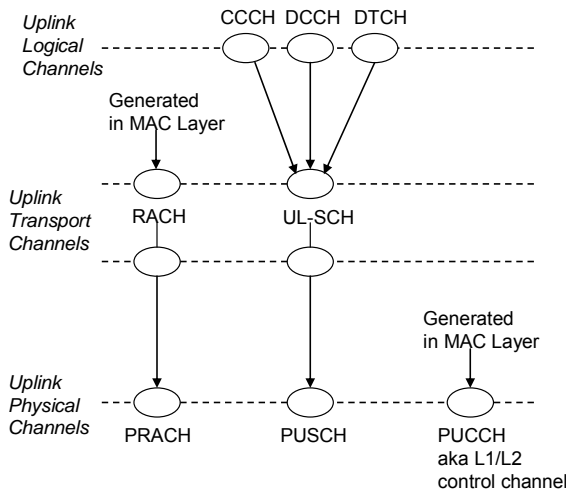 Uplink
Logical
Channels
CCCH DCCH DTCH
Generated
in MAC Layer
Uplink
Transport
Channels
RACH UL-SCH
Generated
in MAC Layer
Uplink
Physical
Channels
PRACH PUSCH PUCCH
aka L1/L2
control channel